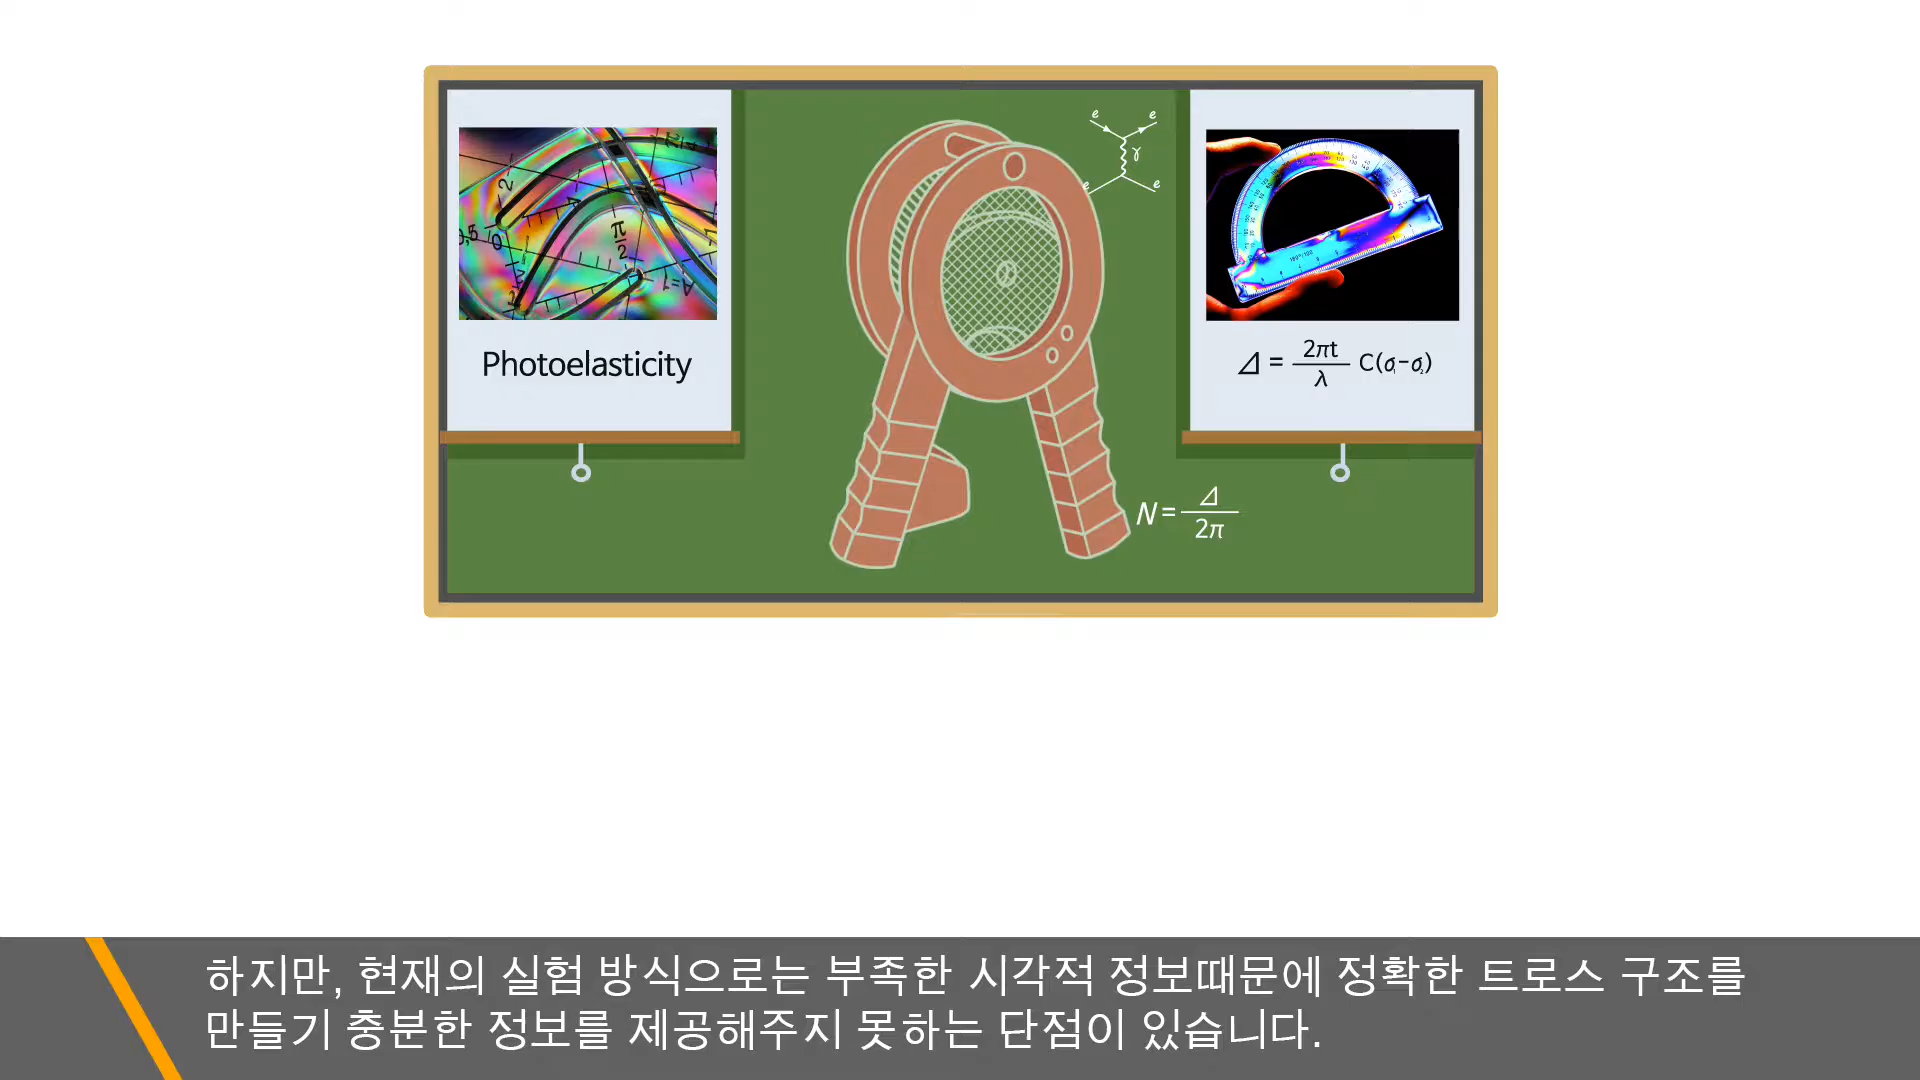 e e
γ
e e
Photoelasticity
Δ = 2πt / λ C(σ₁-σ₂)
N = Δ / 2π
하지만, 현재의 실험 방식으로는 부족한 시각적 정보때문에 정확한 트로스 구조를
만들기 충분한 정보를 제공해주지 못하는 단점이 있습니다.